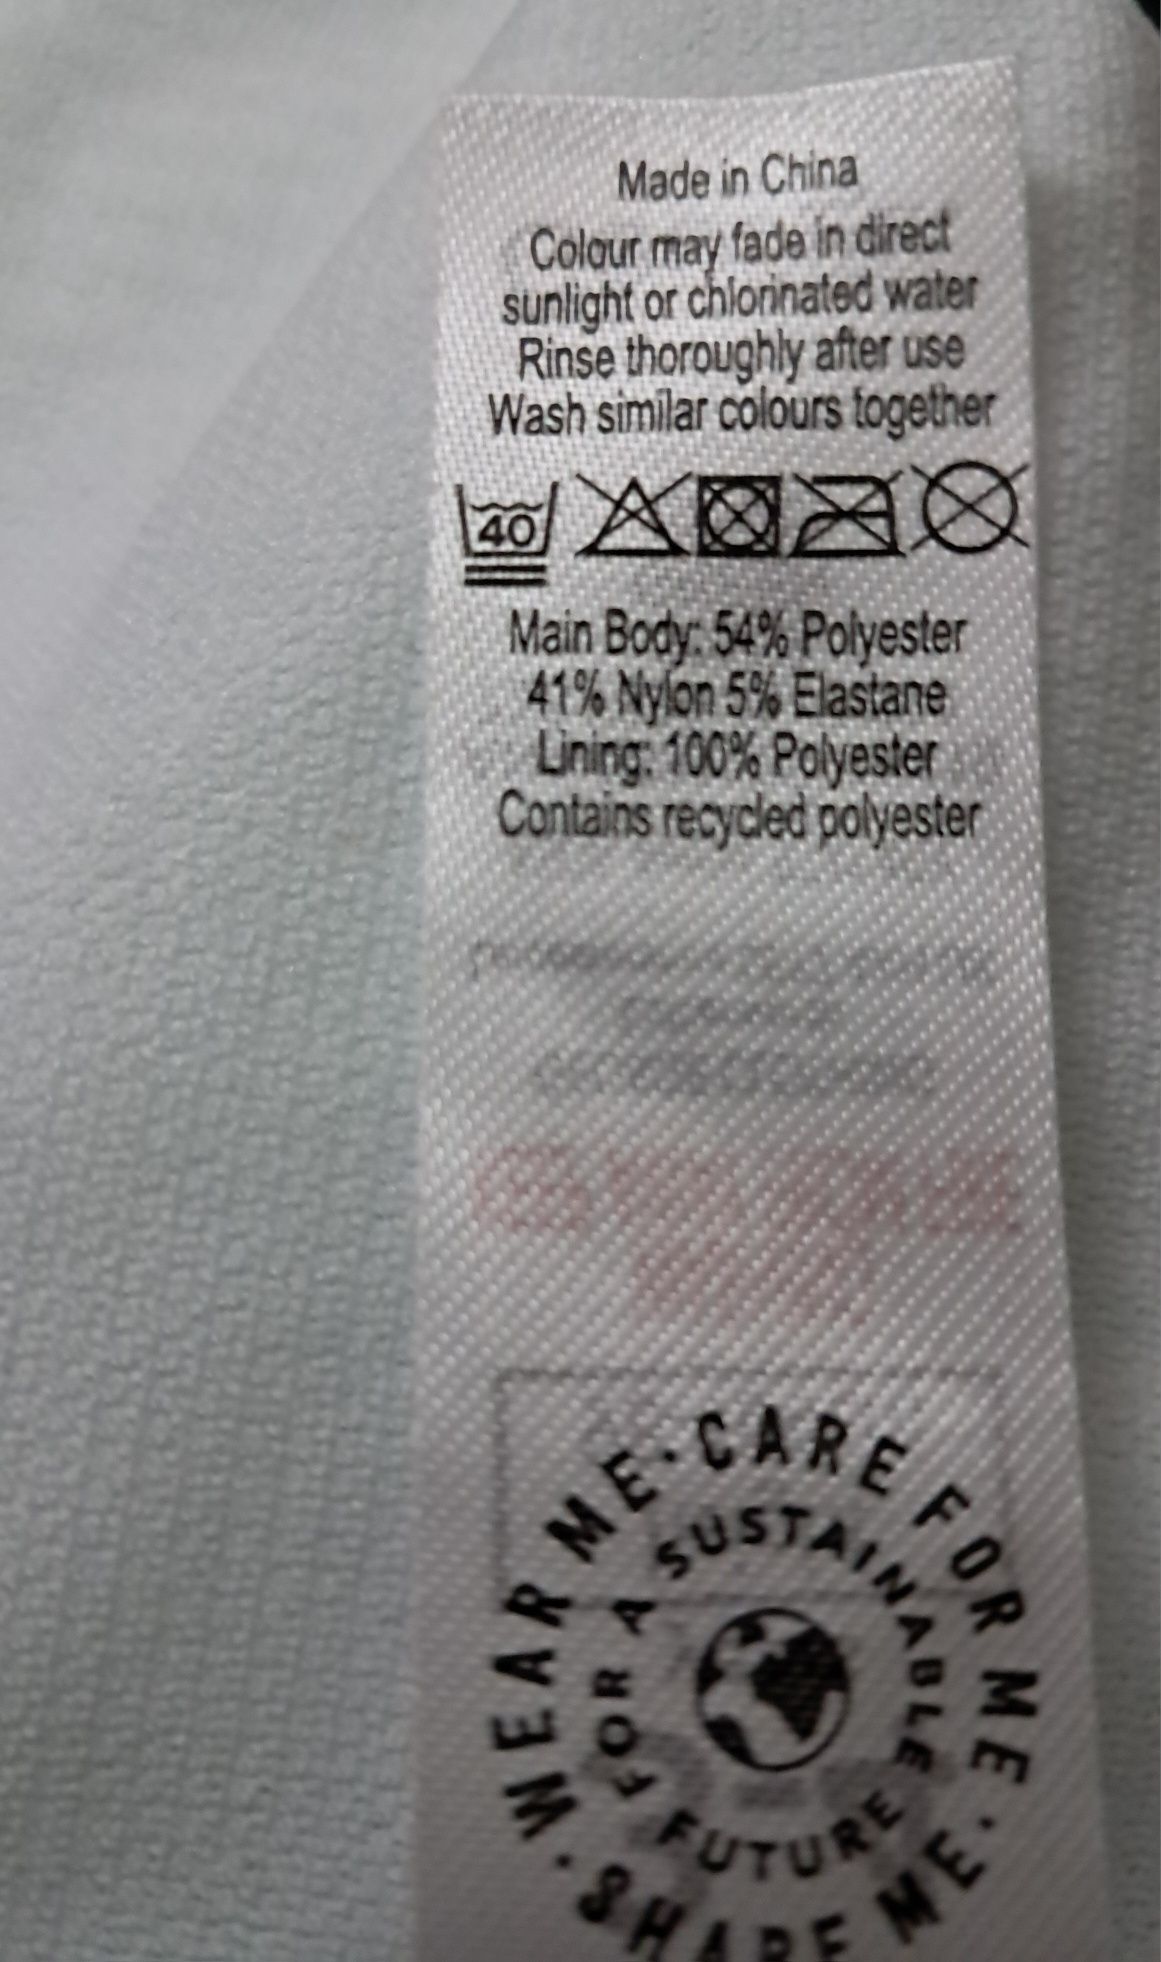 Made in China
Colour may fade in direct
sunlight or chlorinated water
Rinse thoroughly after use
Wash similar colours together
40
Main Body: 54% Polyester
41% Nylon 5% Elastane
Lining: 100% Polyester
Contains recycled polyester
WEAR ME · CARE FOR ME · SHARE ME ·
FOR A SUSTAINABLE FUTURE